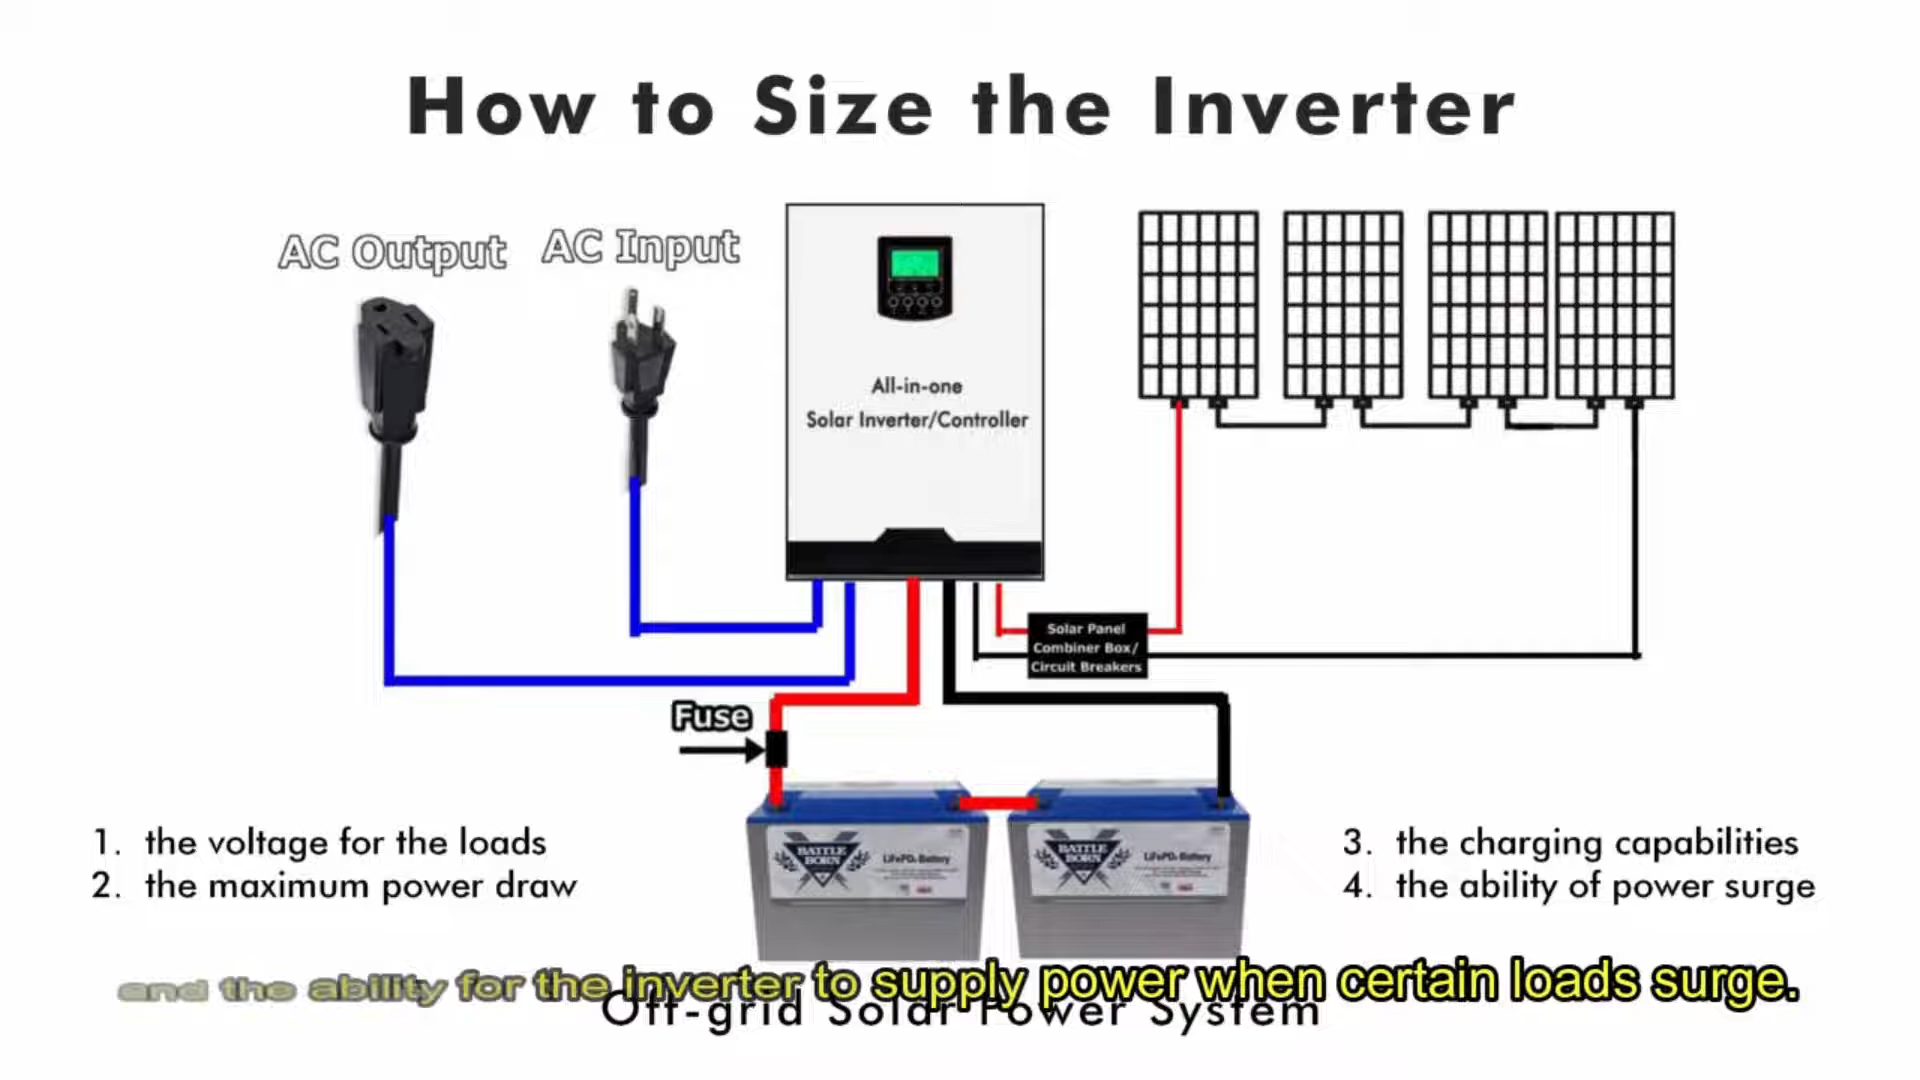 How to Size the Inverter
AC Output
AC Input
All-in-one
Solar Inverter/Controller
Solar Panel
Combiner Box/
Circuit Breakers
Fuse
1. the voltage for the loads
2. the maximum power draw
BATTLE
BORN
LiFePO₄ Battery
BATTLE
BORN
LiFePO₄ Battery
3. the charging capabilities
4. the ability of power surge
and the ability for the inverter to supply power when certain loads surge.
Off-grid Solar Power System